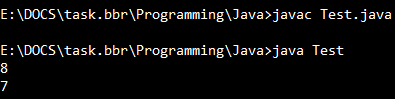 E:\DOCS\task.bbr\Programming\Java>javac Test.java
E:\DOCS\task.bbr\Programming\Java>java Test
8
7